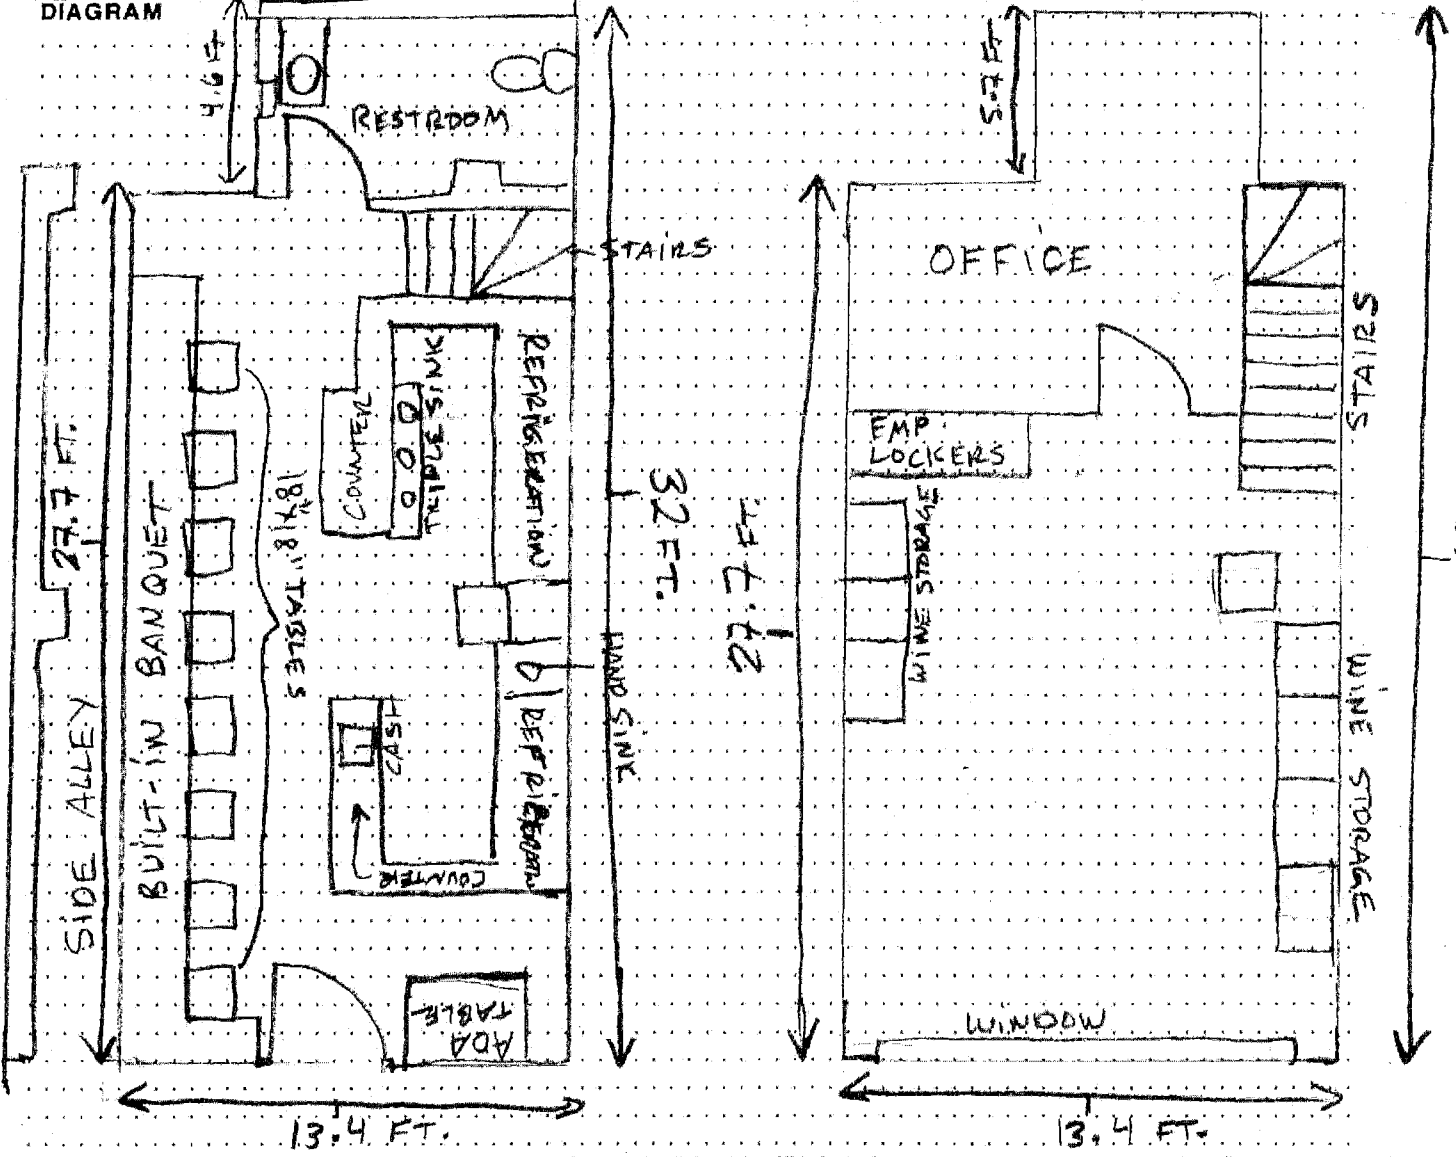 DIAGRAM
4.6 Ft
RESTROOM
STAIRS
REFRIGERATION
TRIPLE SINK
COUNTER
27.7 FT.
BUILT-IN BANQUET
SIDE ALLEY
18"X18" TABLES
32 FT.
HAND SINK
CASH
COUNTER
ADA
TABLE
13.4 FT.
5.7 Ft
OFFICE
STAIRS
EMP.
LOCKERS
WINE STORAGE
27.7 FT.
WINE STORAGE
WINDOW
13.4 FT.